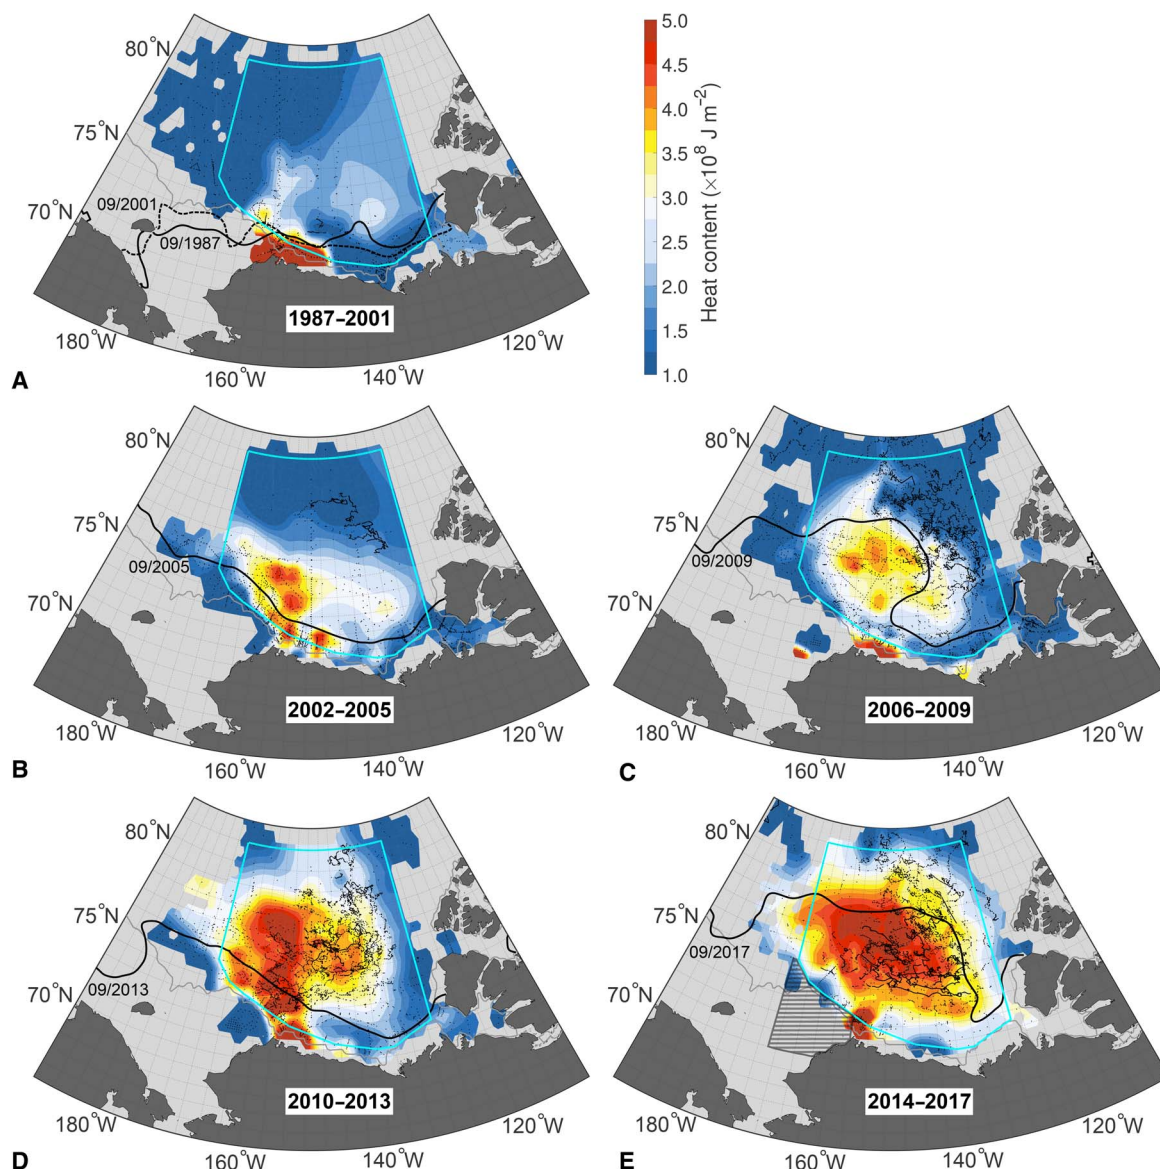 80°N
75°N
70°N
09/2001
09/1987
1987–2001
180°W
160°W
140°W
120°W
A
5.0
4.5
4.0
3.5
3.0
2.5
2.0
1.5
1.0
Heat content (×10⁸ J m⁻²)
80°N
75°N
70°N
09/2005
2002–2005
180°W
160°W
140°W
120°W
B
80°N
75°N
70°N
09/2009
2006–2009
180°W
160°W
140°W
120°W
C
80°N
75°N
70°N
09/2013
2010–2013
180°W
160°W
140°W
120°W
D
80°N
75°N
70°N
09/2017
2014–2017
180°W
160°W
140°W
120°W
E